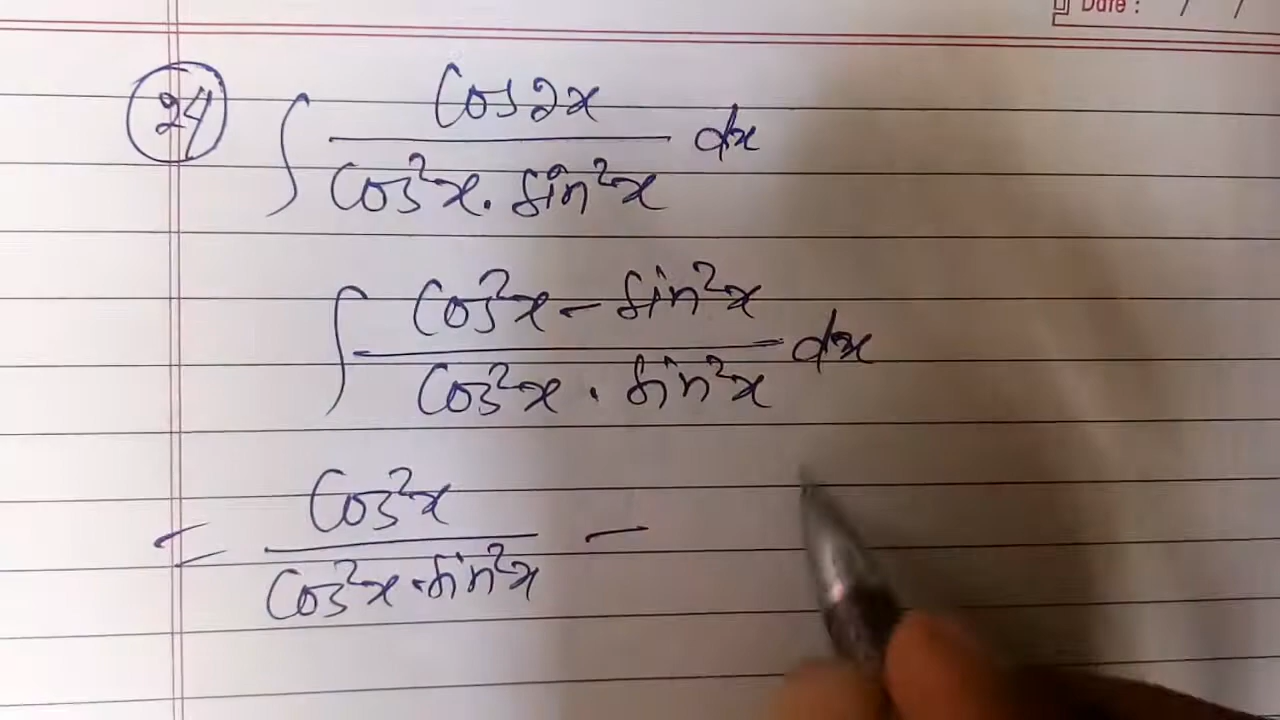 Date : / /
24 ∫ Cos2x / Cos²x . Sin²x dx
∫ Cos²x - Sin²x / Cos²x . Sin²x dx
= Cos²x / Cos²x . Sin²x -